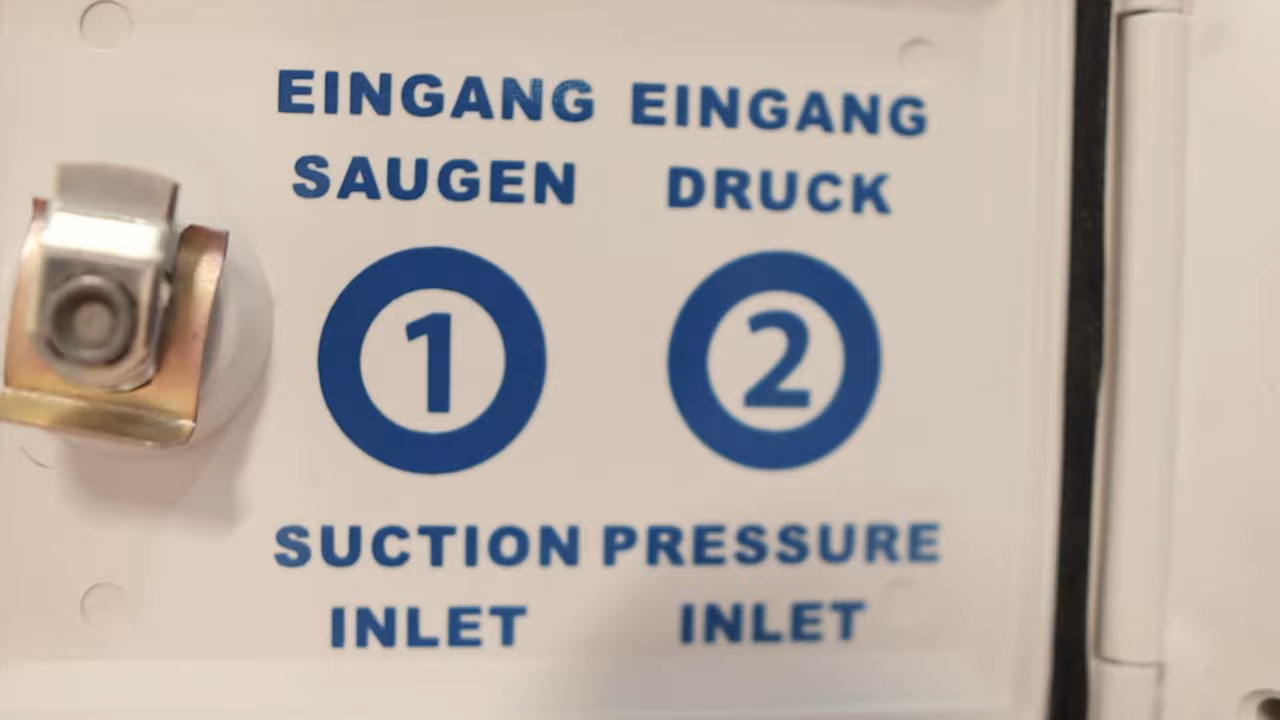 EINGANG EINGANG
SAUGEN DRUCK
1 2
SUCTION PRESSURE
INLET INLET